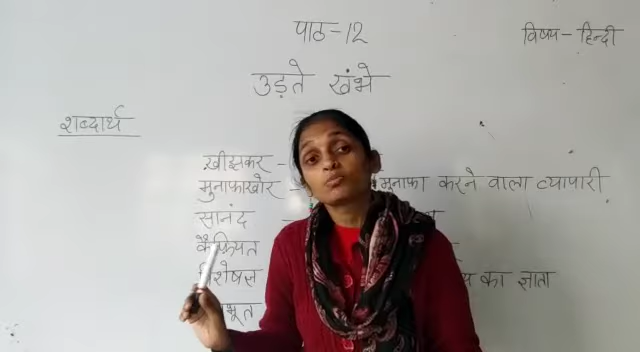 पाठ-12
विषय-हिन्दी
उड़ते खंभे
शब्दार्थ
खीझकर -
मुनाफाखोर - मुनाफा करने वाला व्यापारी
सानंद -
कैफियत
का ज्ञाता